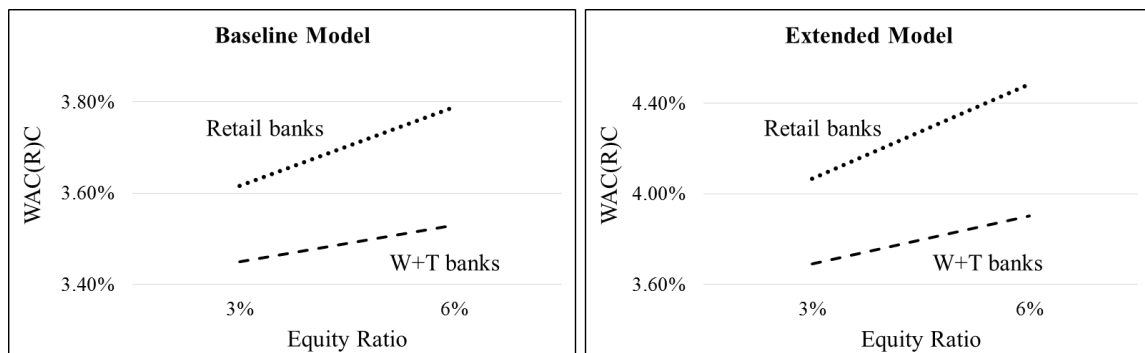 Baseline Model
WAC(R)C
3.80%
3.60%
3.40%
Retail banks
W+T banks
3%
6%
Equity Ratio
Extended Model
WAC(R)C
4.40%
4.00%
3.60%
Retail banks
W+T banks
3%
6%
Equity Ratio